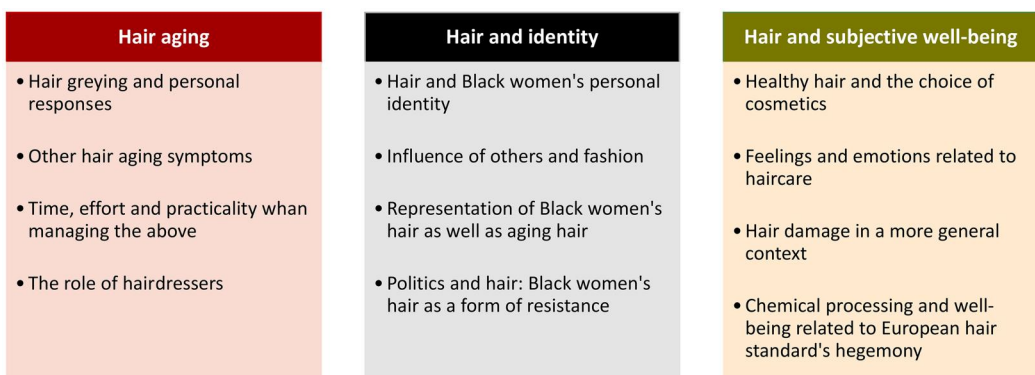 Hair aging
• Hair greying and personal
responses
• Other hair aging symptoms
• Time, effort and practicality whan
managing the above
• The role of hairdressers
Hair and identity
• Hair and Black women's personal
identity
• Influence of others and fashion
• Representation of Black women's
hair as well as aging hair
• Politics and hair: Black women's
hair as a form of resistance
Hair and subjective well-being
• Healthy hair and the choice of
cosmetics
• Feelings and emotions related to
haircare
• Hair damage in a more general
context
• Chemical processing and well-
being related to European hair
standard's hegemony